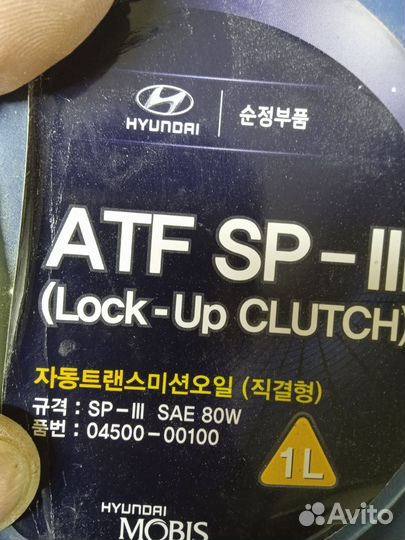 HYUNDAI
순정부품
ATF SP-III
(Lock-Up CLUTCH)
자동트랜스미션오일 (직결형)
규격 : SP-III SAE 80W
품번 : 04500-00100
1L
HYUNDAI
MOBIS
Avito